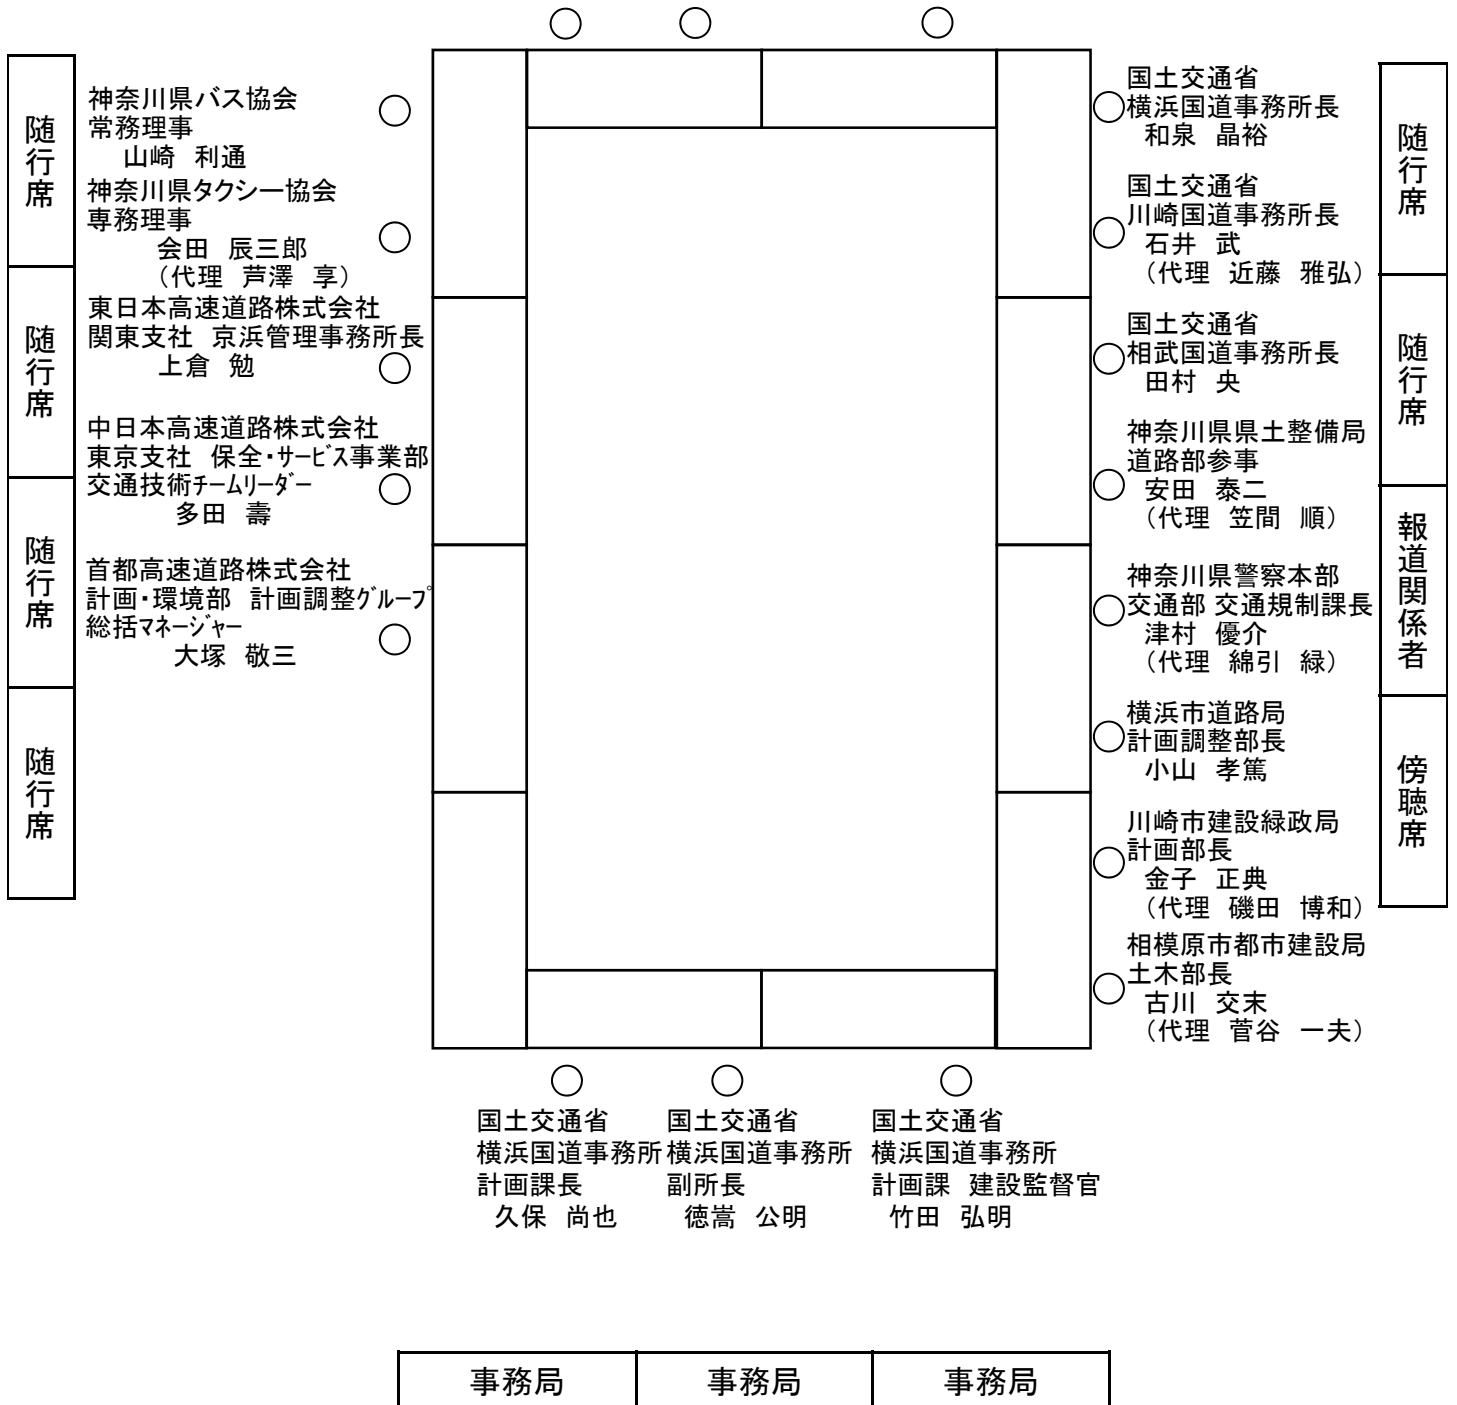 随行席
随行席
随行席
随行席
神奈川県バス協会
常務理事
山崎 利通
神奈川県タクシー協会
専務理事
会田 辰三郎
（代理 芦澤 享）
東日本高速道路株式会社
関東支社 京浜管理事務所長
上倉 勉
中日本高速道路株式会社
東京支社 保全・ｻｰﾋﾞｽ事業部
交通技術ﾁｰﾑﾘｰﾀﾞｰ
多田 壽
首都高速道路株式会社
計画・環境部 計画調整ｸﾞﾙｰﾌﾟ
総括ﾏﾈｰｼﾞｬｰ
大塚 敬三
国土交通省
横浜国道事務所長
和泉 晶裕
国土交通省
川崎国道事務所長
石井 武
（代理 近藤 雅弘）
国土交通省
相武国道事務所長
田村 央
神奈川県県土整備局
道路部参事
安田 泰二
（代理 笠間 順）
神奈川県警察本部
交通部 交通規制課長
津村 優介
（代理 綿引 緑）
横浜市道路局
計画調整部長
小山 孝篤
川崎市建設緑政局
計画部長
金子 正典
（代理 磯田 博和）
相模原市都市建設局
土木部長
古川 交末
（代理 菅谷 一夫）
随行席
随行席
報道関係者
傍聴席
国土交通省
横浜国道事務所
計画課長
久保 尚也
国土交通省
横浜国道事務所
副所長
徳嵩 公明
国土交通省
横浜国道事務所
計画課 建設監督官
竹田 弘明
事務局
事務局
事務局